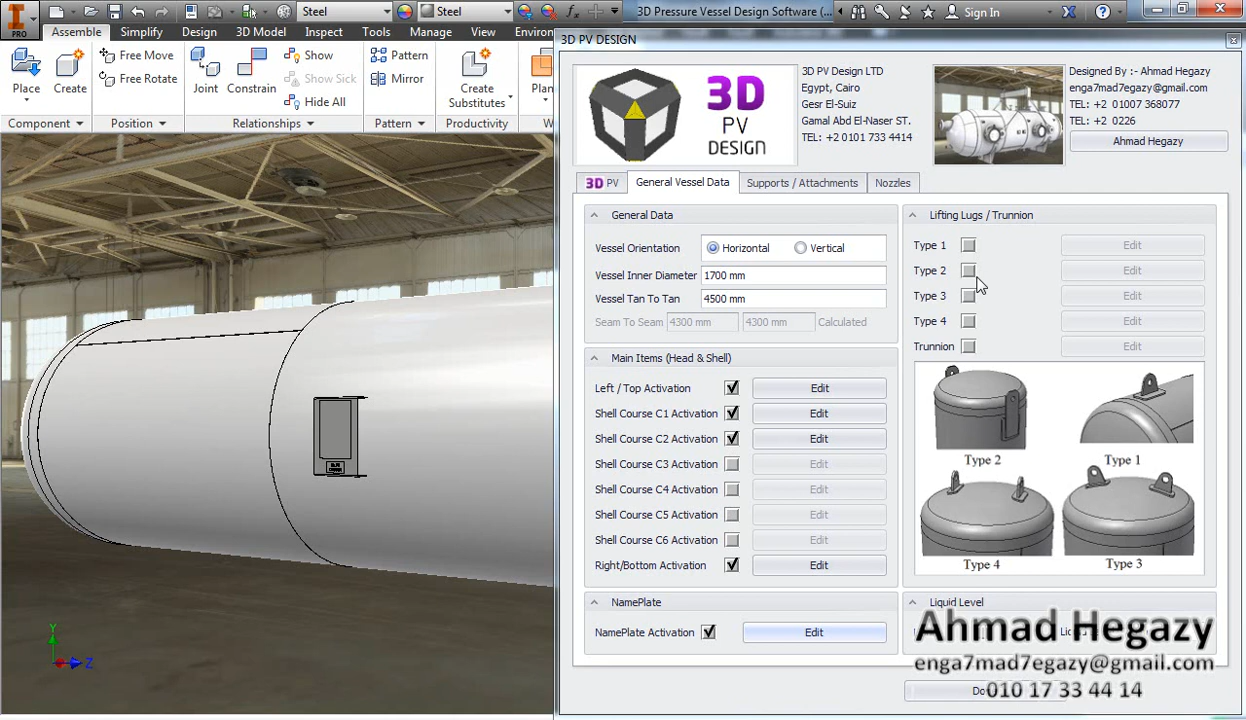 Steel
Steel
3D Pressure Vessel Design Software (...
Sign In
PRO
Assemble
Simplify
Design
3D Model
Inspect
Tools
Manage
View
Environ
Place
Create
Free Move
Free Rotate
Joint
Constrain
Show
Show Sick
Hide All
Pattern
Mirror
Create
Substitutes
Plan
Component
Position
Relationships
Pattern
Productivity
W
Y
Z
3D PV DESIGN
3D
PV
DESIGN
3D PV Design LTD
Egypt, Cairo
Gesr El-Suiz
Gamal Abd El-Naser ST.
TEL: +2 0101 733 4414
Designed By :- Ahmad Hegazy
enga7mad7egazy@gmail.com
TEL: +2 01007 368077
TEL: +2 0226
Ahmad Hegazy
3D PV
General Vessel Data
Supports / Attachments
Nozzles
General Data
Vessel Orientation Horizontal Vertical
Vessel Inner Diameter 1700 mm
Vessel Tan To Tan 4500 mm
Seam To Seam 4300 mm 4300 mm Calculated
Main Items (Head & Shell)
Left / Top Activation Edit
Shell Course C1 Activation Edit
Shell Course C2 Activation Edit
Shell Course C3 Activation Edit
Shell Course C4 Activation Edit
Shell Course C5 Activation Edit
Shell Course C6 Activation Edit
Right/Bottom Activation Edit
NamePlate
NamePlate Activation Edit
Lifting Lugs / Trunnion
Type 1 Edit
Type 2 Edit
Type 3 Edit
Type 4 Edit
Trunnion Edit
Type 2 Type 1
Type 4 Type 3
Liquid Level
Ahmad Hegazy
enga7mad7egazy@gmail.com
010 17 33 44 14